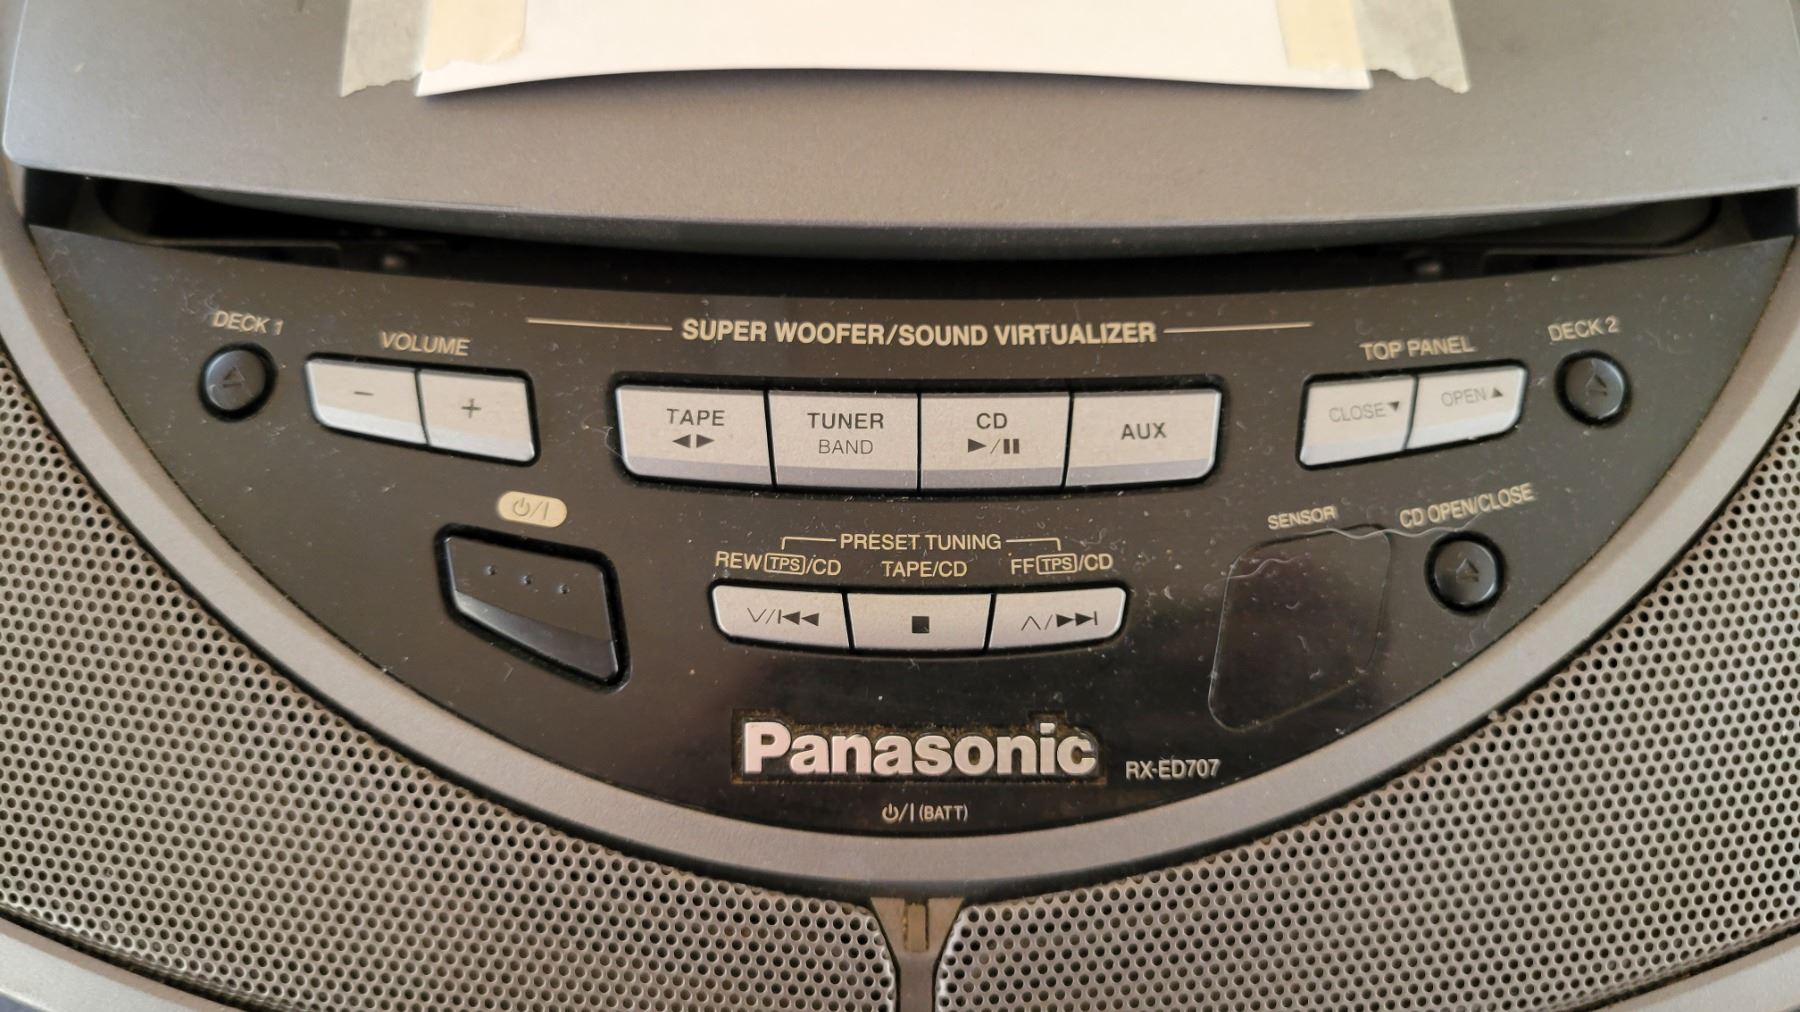 SUPER WOOFER/SOUND VIRTUALIZER
DECK 1
VOLUME
TOP PANEL
DECK 2
- +
TAPE
◀▶
TUNER
BAND
CD
▶/⏸
AUX
CLOSE▼
OPEN▲
⏻/I
PRESET TUNING
REW TPS/CD
TAPE/CD
FF TPS/CD
SENSOR
CD OPEN/CLOSE
∨/⏮
■
∧/⏭
Panasonic
RX-ED707
⏻/I (BATT)